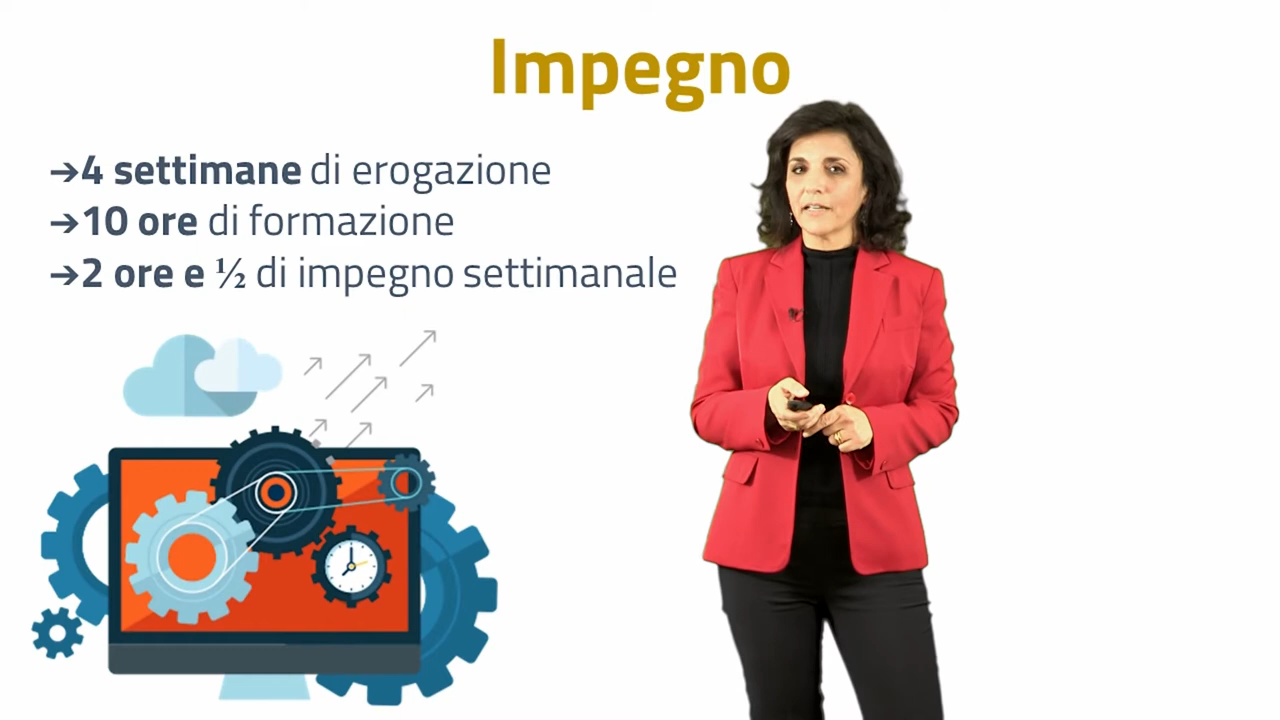 Impegno
➔4 settimane di erogazione
➔10 ore di formazione
➔2 ore e ½ di impegno settimanale